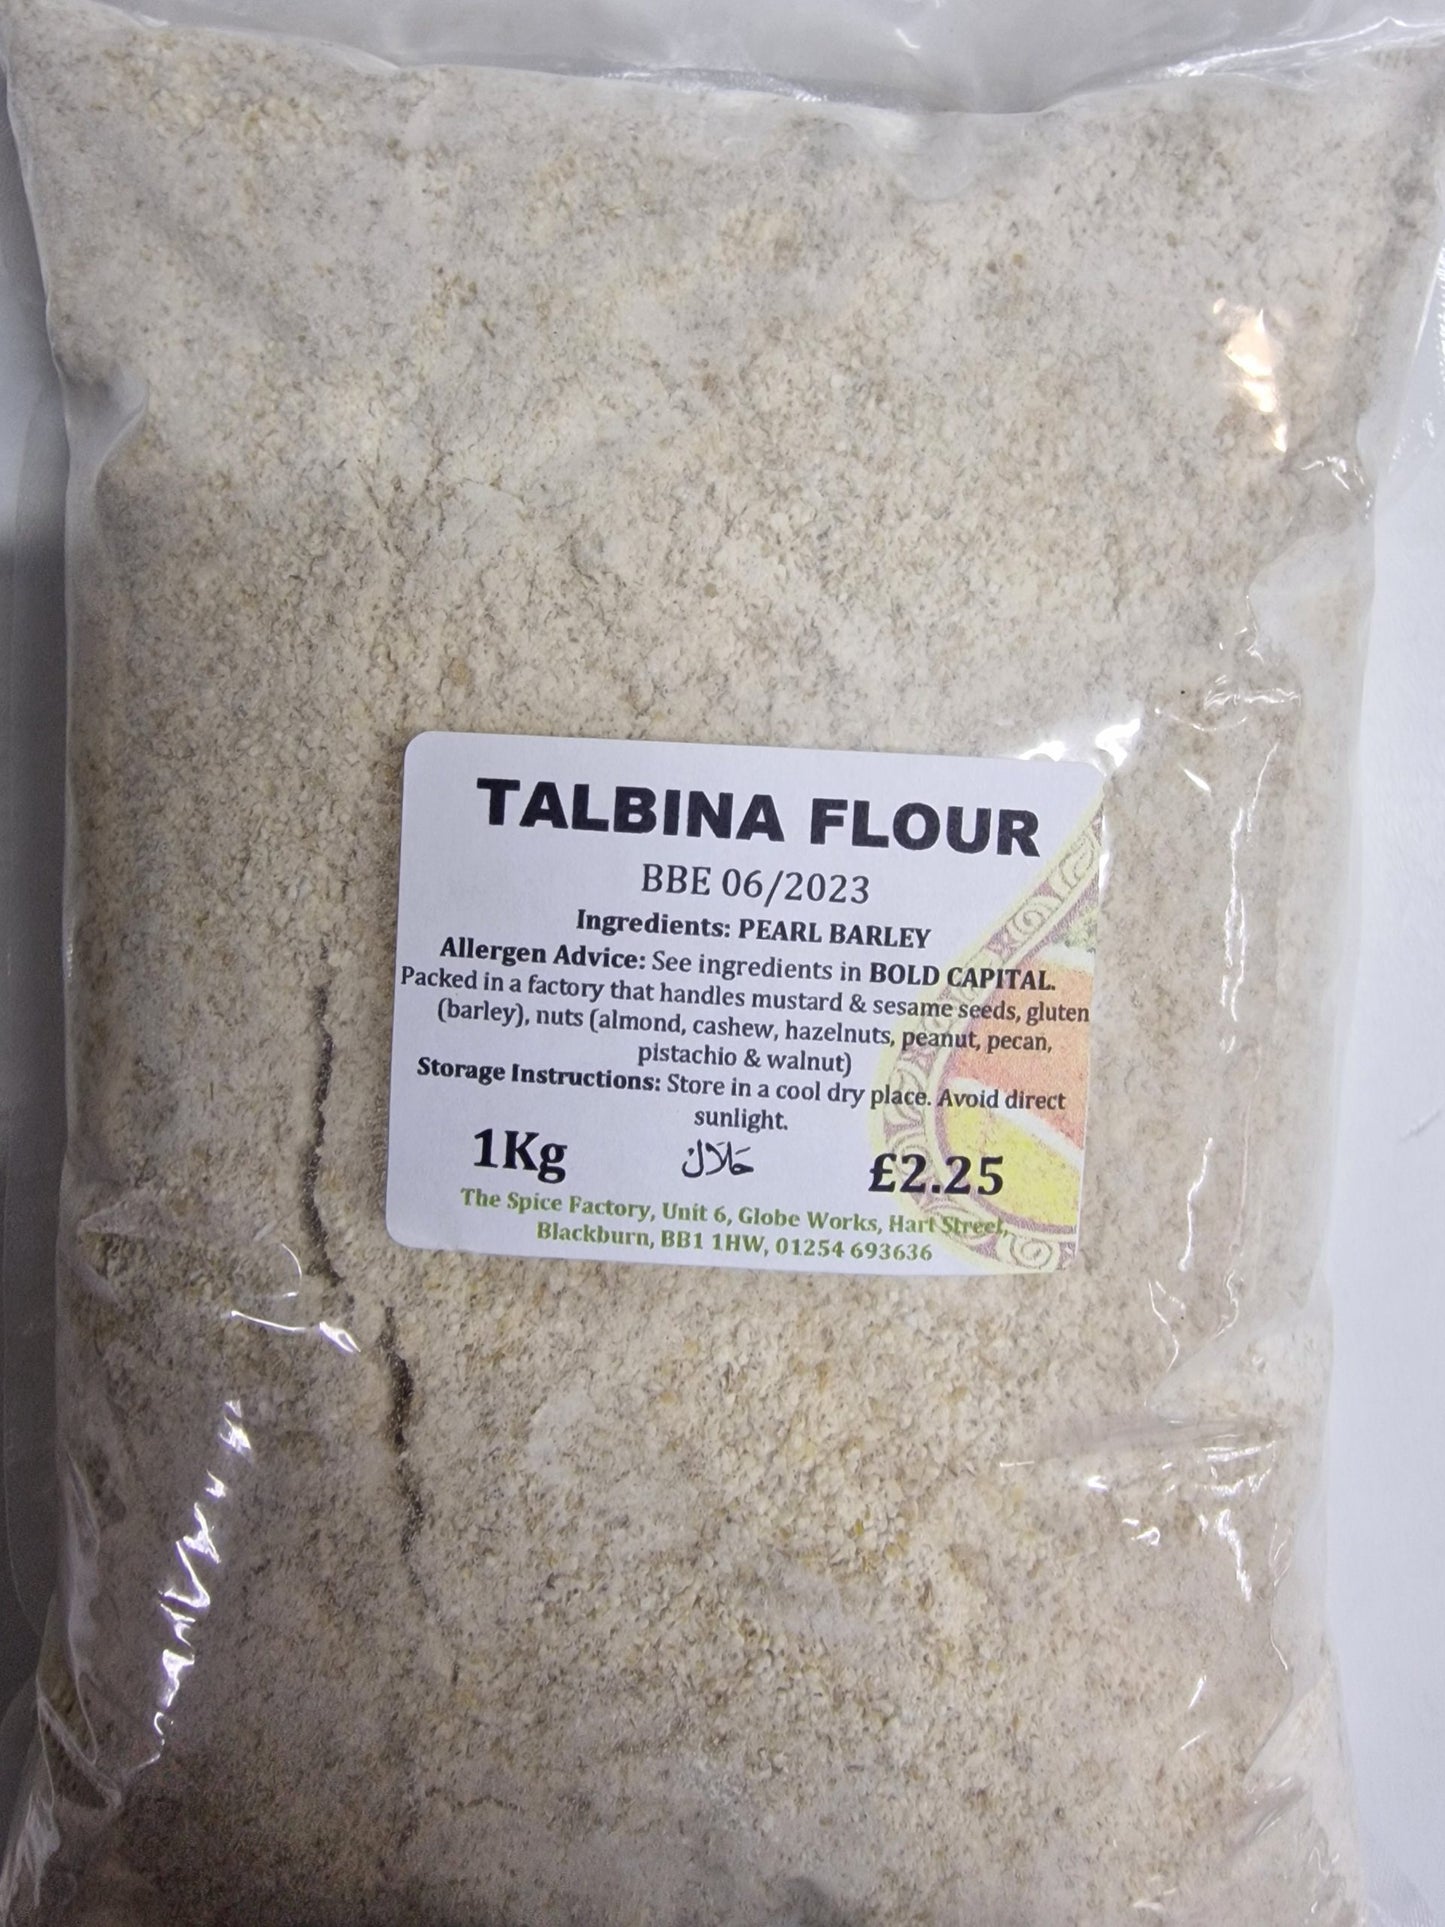 TALBINA FLOUR
BBE 06/2023
Ingredients: PEARL BARLEY
Allergen Advice: See ingredients in BOLD CAPITAL.
Packed in a factory that handles mustard & sesame seeds, gluten
(barley), nuts (almond, cashew, hazelnuts, peanut, pecan,
pistachio & walnut)
Storage Instructions: Store in a cool dry place. Avoid direct
sunlight.
1Kg حَلَالٌ £2.25
The Spice Factory, Unit 6, Globe Works, Hart Street,
Blackburn, BB1 1HW, 01254 693636